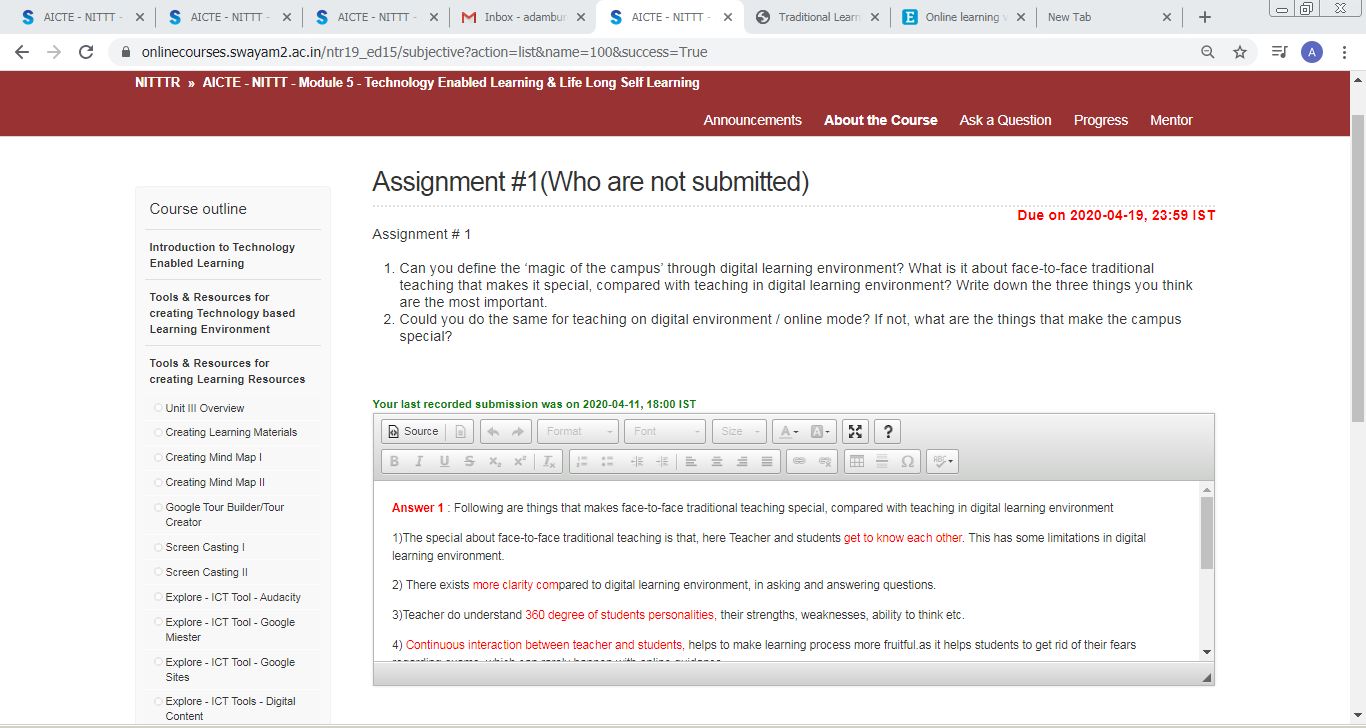 AICTE - NITTT -
AICTE - NITTT -
AICTE - NITTT -
Inbox - adambur
AICTE - NITTT -
Traditional Learn
Online learning v
New Tab
onlinecourses.swayam2.ac.in/ntr19_ed15/subjective?action=list&name=100&success=True
A
NITTTR » AICTE - NITTT - Module 5 - Technology Enabled Learning & Life Long Self Learning
Announcements About the Course Ask a Question Progress Mentor
Course outline
Introduction to Technology
Enabled Learning
Tools & Resources for
creating Technology based
Learning Environment
Tools & Resources for
creating Learning Resources
Unit III Overview
Creating Learning Materials
Creating Mind Map I
Creating Mind Map II
Google Tour Builder/Tour
Creator
Screen Casting I
Screen Casting II
Explore - ICT Tool - Audacity
Explore - ICT Tool - Google
Miester
Explore - ICT Tool - Google
Sites
Explore - ICT Tools - Digital
Content
Assignment #1(Who are not submitted)
Due on 2020-04-19, 23:59 IST
Assignment # 1
1. Can you define the ‘magic of the campus’ through digital learning environment? What is it about face-to-face traditional
teaching that makes it special, compared with teaching in digital learning environment? Write down the three things you think
are the most important.
2. Could you do the same for teaching on digital environment / online mode? If not, what are the things that make the campus
special?
Your last recorded submission was on 2020-04-11, 18:00 IST
Source Format Font Size A A ?
B I U S x₂ x² Tx Ω ABC
Answer 1 : Following are things that makes face-to-face traditional teaching special, compared with teaching in digital learning environment
1)The special about face-to-face traditional teaching is that, here Teacher and students get to know each other. This has some limitations in digital
learning environment.
2) There exists more clarity compared to digital learning environment, in asking and answering questions.
3)Teacher do understand 360 degree of students personalities, their strengths, weaknesses, ability to think etc.
4) Continuous interaction between teacher and students, helps to make learning process more fruitful.as it helps students to get rid of their fears